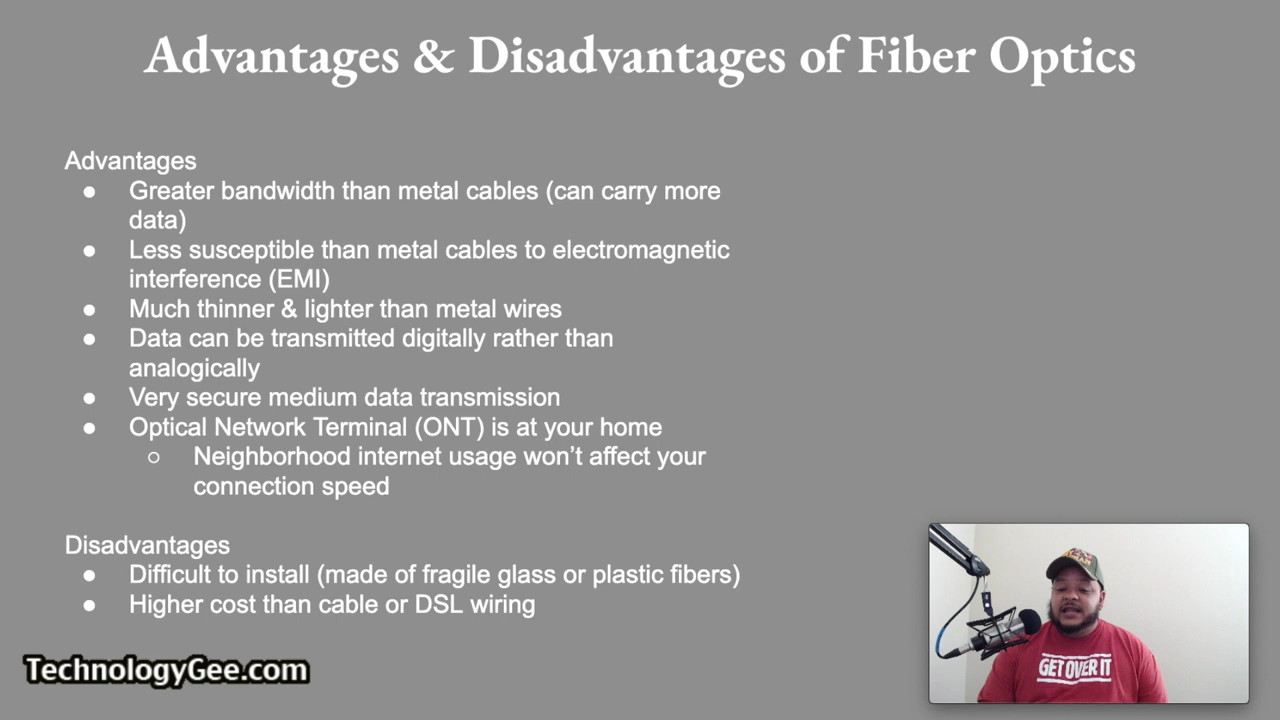 Advantages & Disadvantages of Fiber Optics
Advantages
● Greater bandwidth than metal cables (can carry more
data)
● Less susceptible than metal cables to electromagnetic
interference (EMI)
● Much thinner & lighter than metal wires
● Data can be transmitted digitally rather than
analogically
● Very secure medium data transmission
● Optical Network Terminal (ONT) is at your home
○ Neighborhood internet usage won’t affect your
connection speed
Disadvantages
● Difficult to install (made of fragile glass or plastic fibers)
● Higher cost than cable or DSL wiring
TechnologyGee.com
GET OVER IT